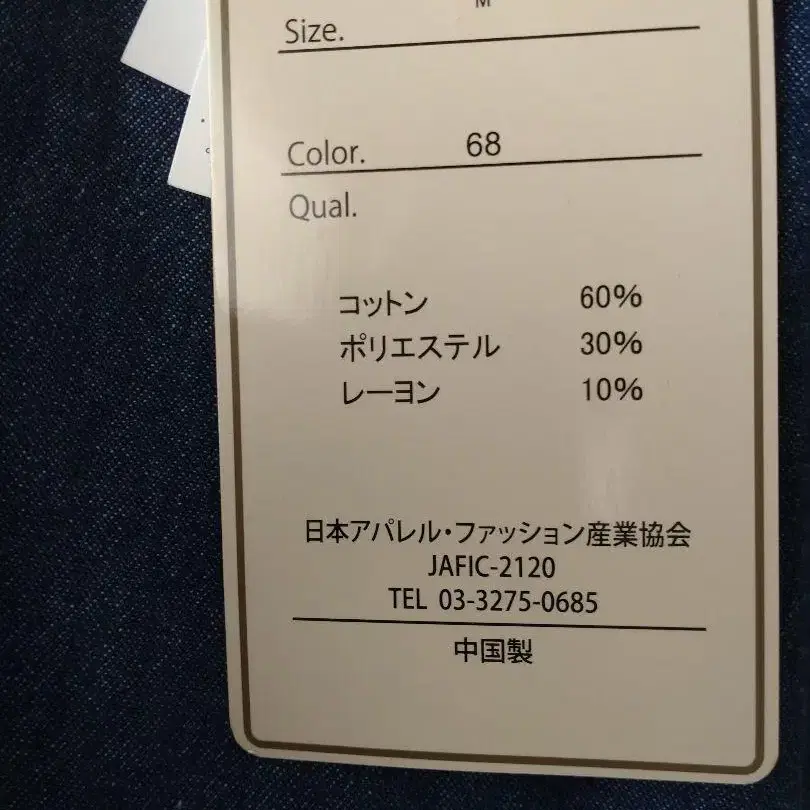 Size. M
Color. 68
Qual.
コットン 60%
ポリエステル 30%
レーヨン 10%
日本アパレル・ファッション産業協会
JAFIC-2120
TEL 03-3275-0685
中国製